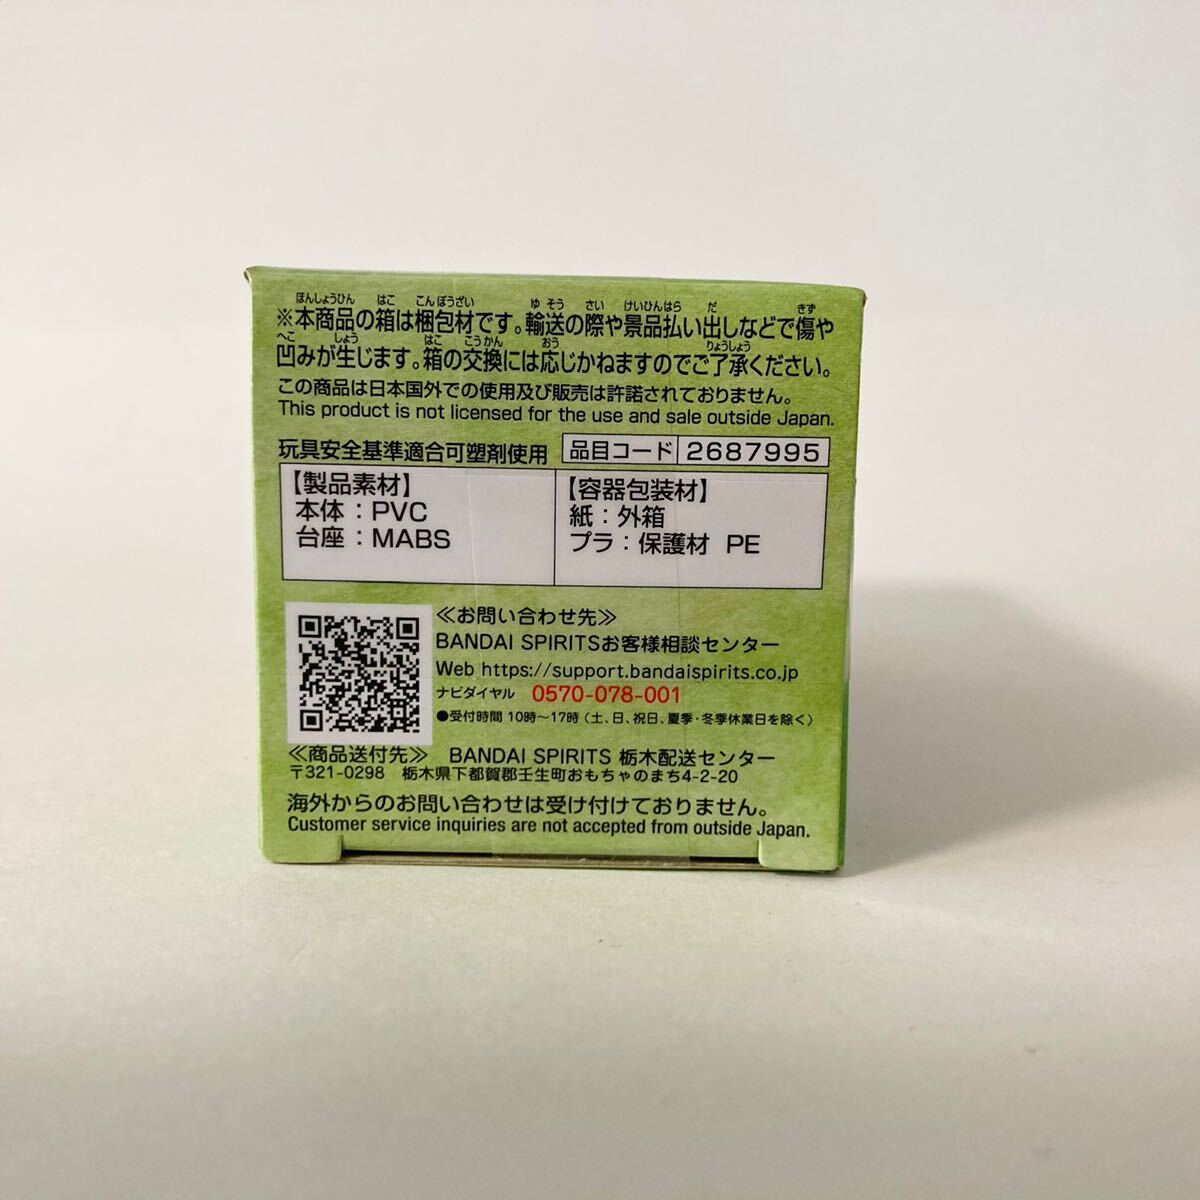 ※本商品の箱は梱包材です。輸送の際や景品払い出しなどで傷や
凹みが生じます。箱の交換には応じかねますのでご了承ください。
この商品は日本国外での使用及び販売は許諾されておりません。
This product is not licensed for the use and sale outside Japan.
玩具安全基準適合可塑剤使用 品目コード 2687995
【製品素材】
本体：PVC
台座：MABS
【容器包装材】
紙：外箱
プラ：保護材 PE
≪お問い合わせ先≫
BANDAI SPIRITSお客様相談センター
Web https://support.bandaispirits.co.jp
ナビダイヤル 0570-078-001
●受付時間 10時～17時（土、日、祝日、夏季・冬季休業日を除く）
≪商品送付先≫ BANDAI SPIRITS 栃木配送センター
〒321-0298 栃木県下都賀郡壬生町おもちゃのまち4-2-20
海外からのお問い合わせは受け付けておりません。
Customer service inquiries are not accepted from outside Japan.